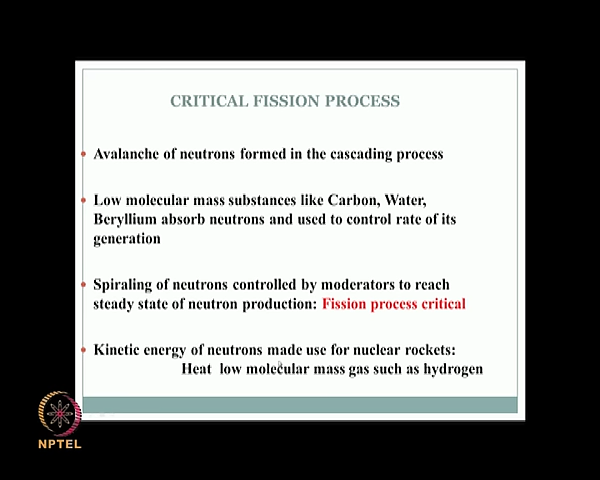 CRITICAL FISSION PROCESS
• Avalanche of neutrons formed in the cascading process
• Low molecular mass substances like Carbon, Water,
Beryllium absorb neutrons and used to control rate of its
generation
• Spiraling of neutrons controlled by moderators to reach
steady state of neutron production: Fission process critical
• Kinetic energy of neutrons made use for nuclear rockets:
Heat low molecular mass gas such as hydrogen
NPTEL